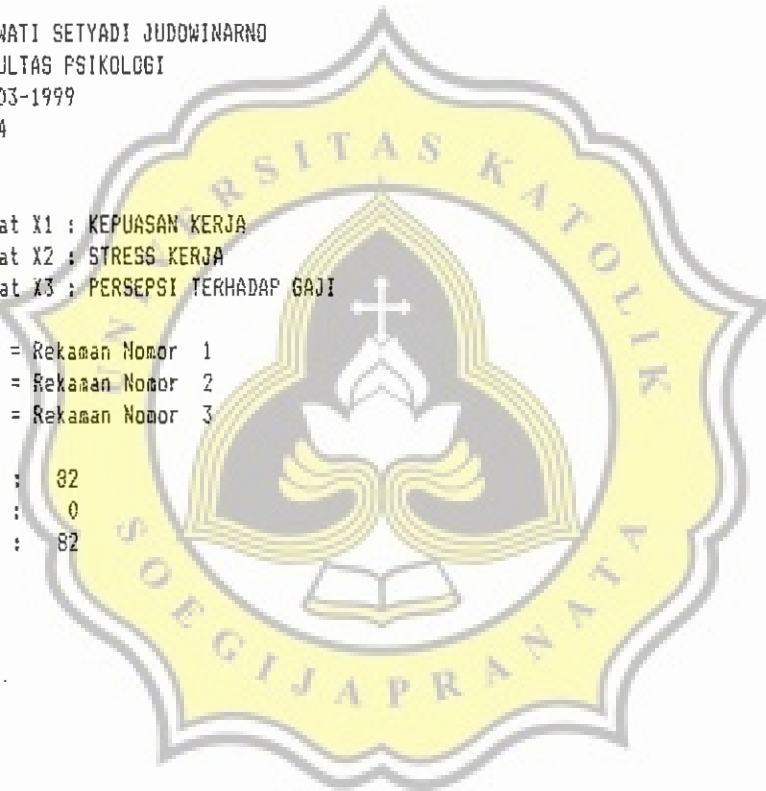 WATI SETYADI JUDOWINARNO
ULTAS PSIKOLOGI
03-1999
4
at X1 : KEPUASAN KERJA
at X2 : STRESS KERJA
at X3 : PERSEPSI TERHADAP GAJI
= Rekaman Nomor 1
= Rekaman Nomor 2
= Rekaman Nomor 3
: 82
: 0
: 82
UNIVERSITAS KATOLIK
SOEGIJAPRANATA